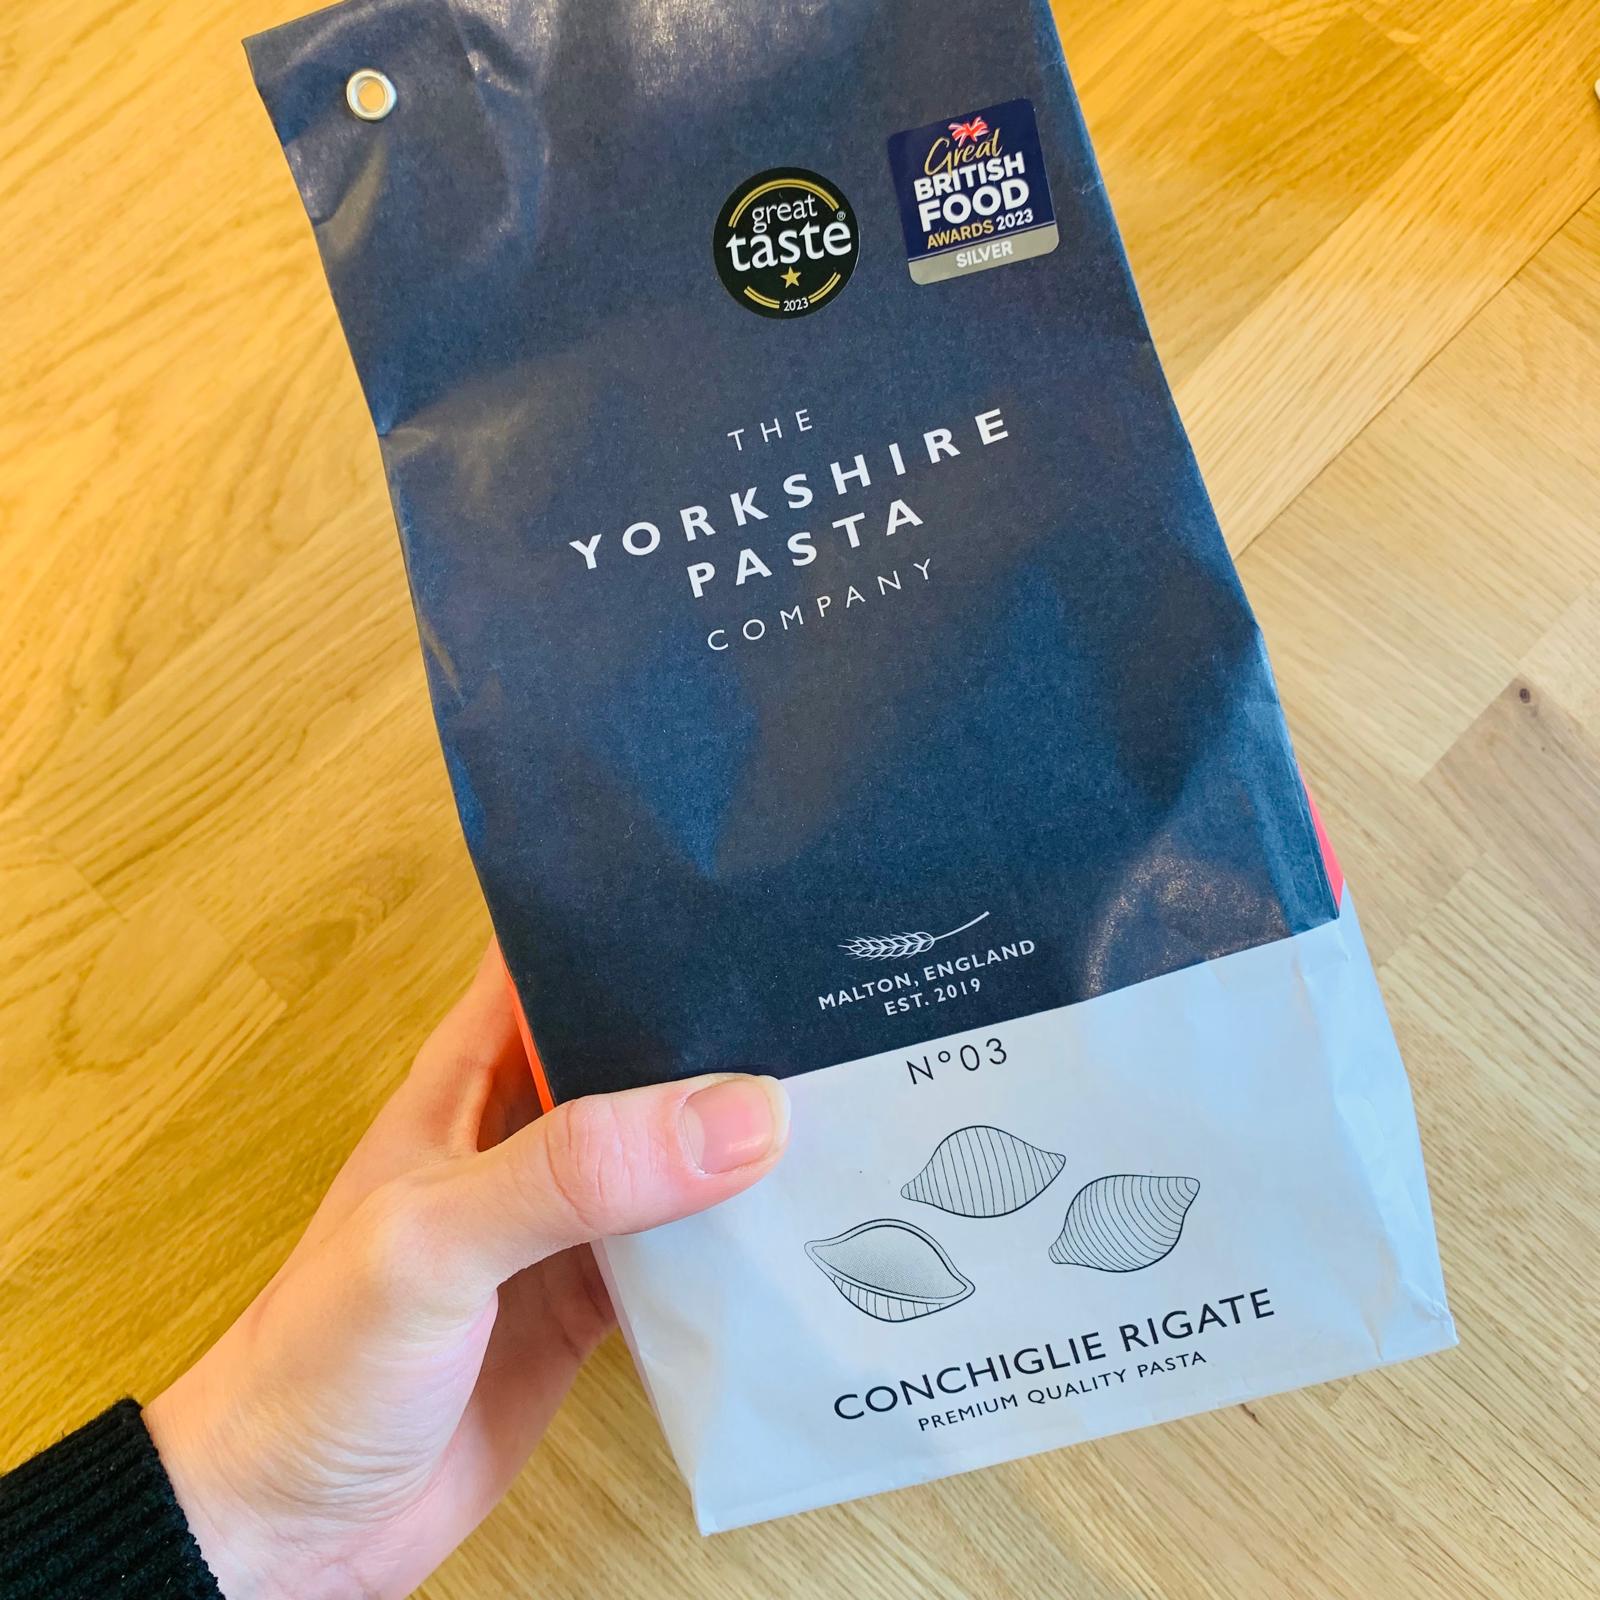 great
taste®
2023
Great
BRITISH
FOOD
AWARDS 2023
SILVER
THE
YORKSHIRE
PASTA
COMPANY
MALTON, ENGLAND
EST. 2019
N°03
CONCHIGLIE RIGATE
PREMIUM QUALITY PASTA